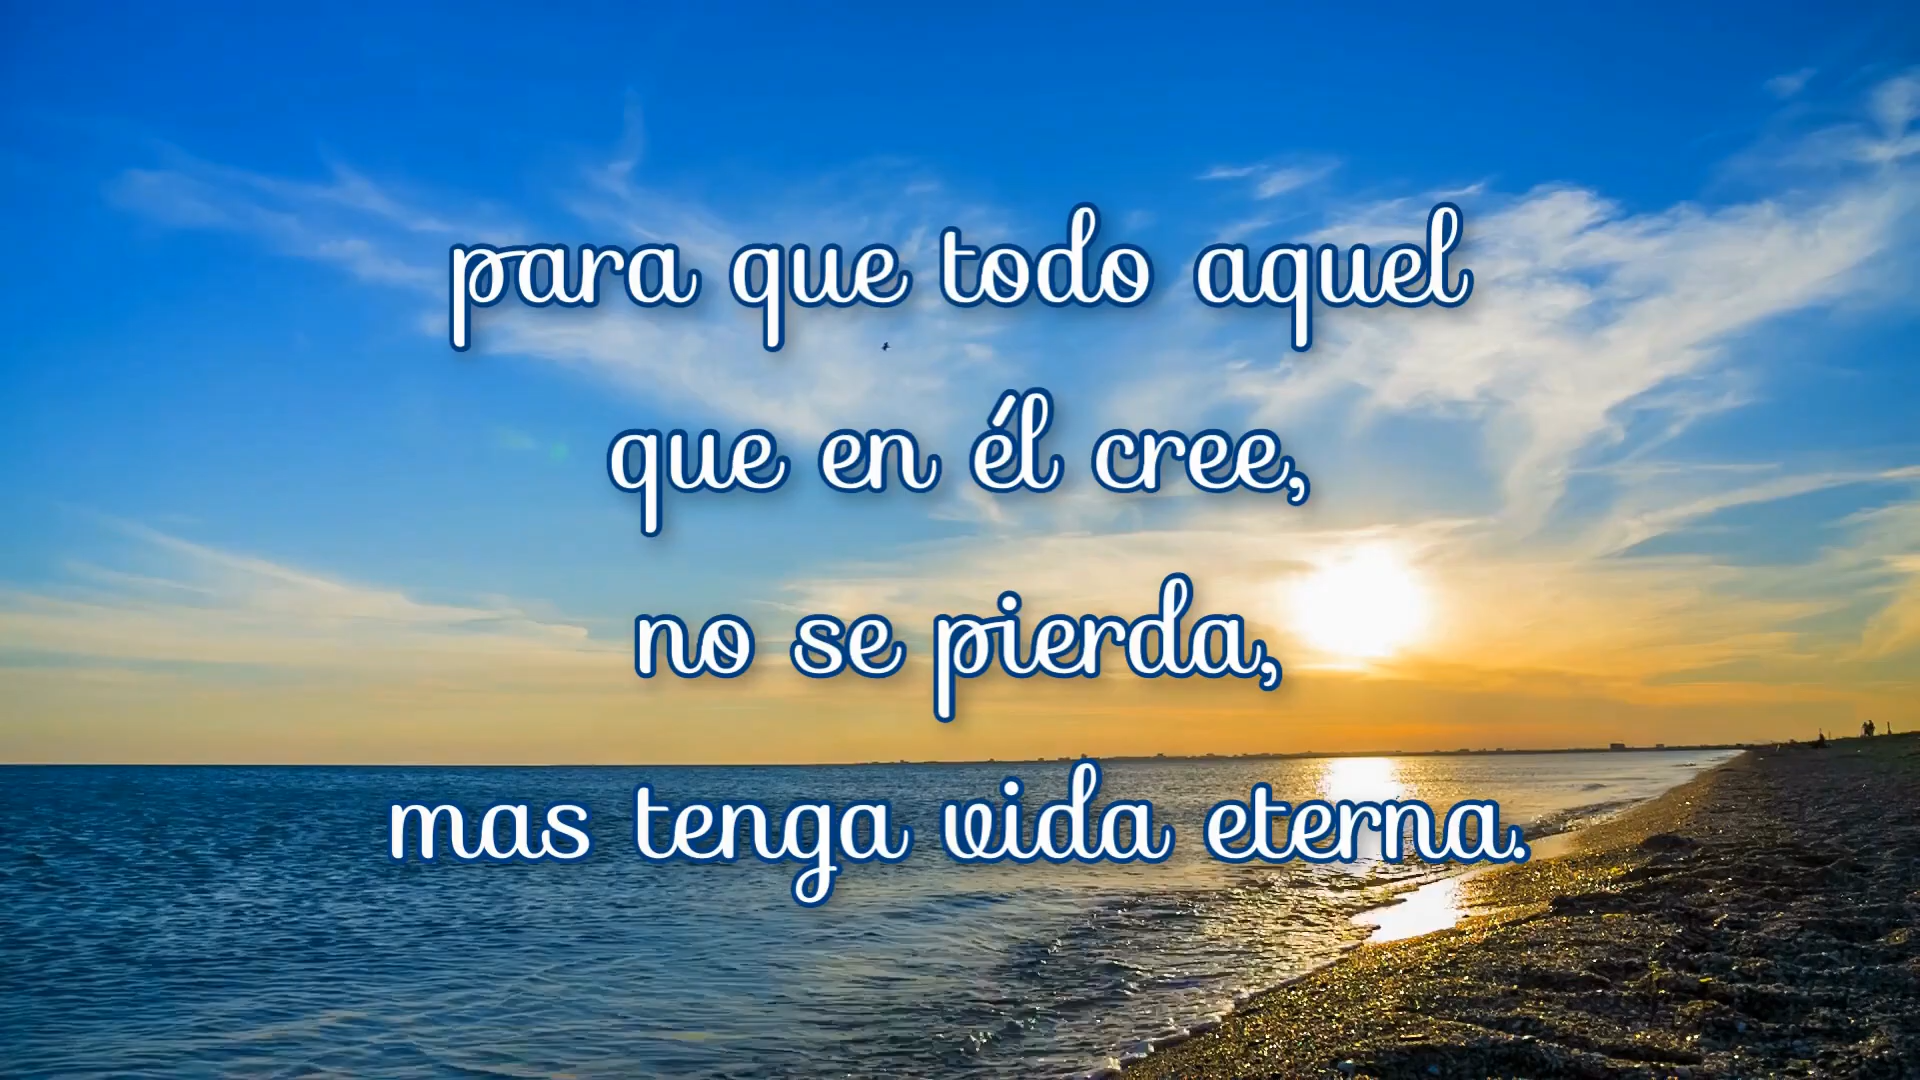 para que todo aquel
que en él cree,
no se pierda,
mas tenga vida eterna.